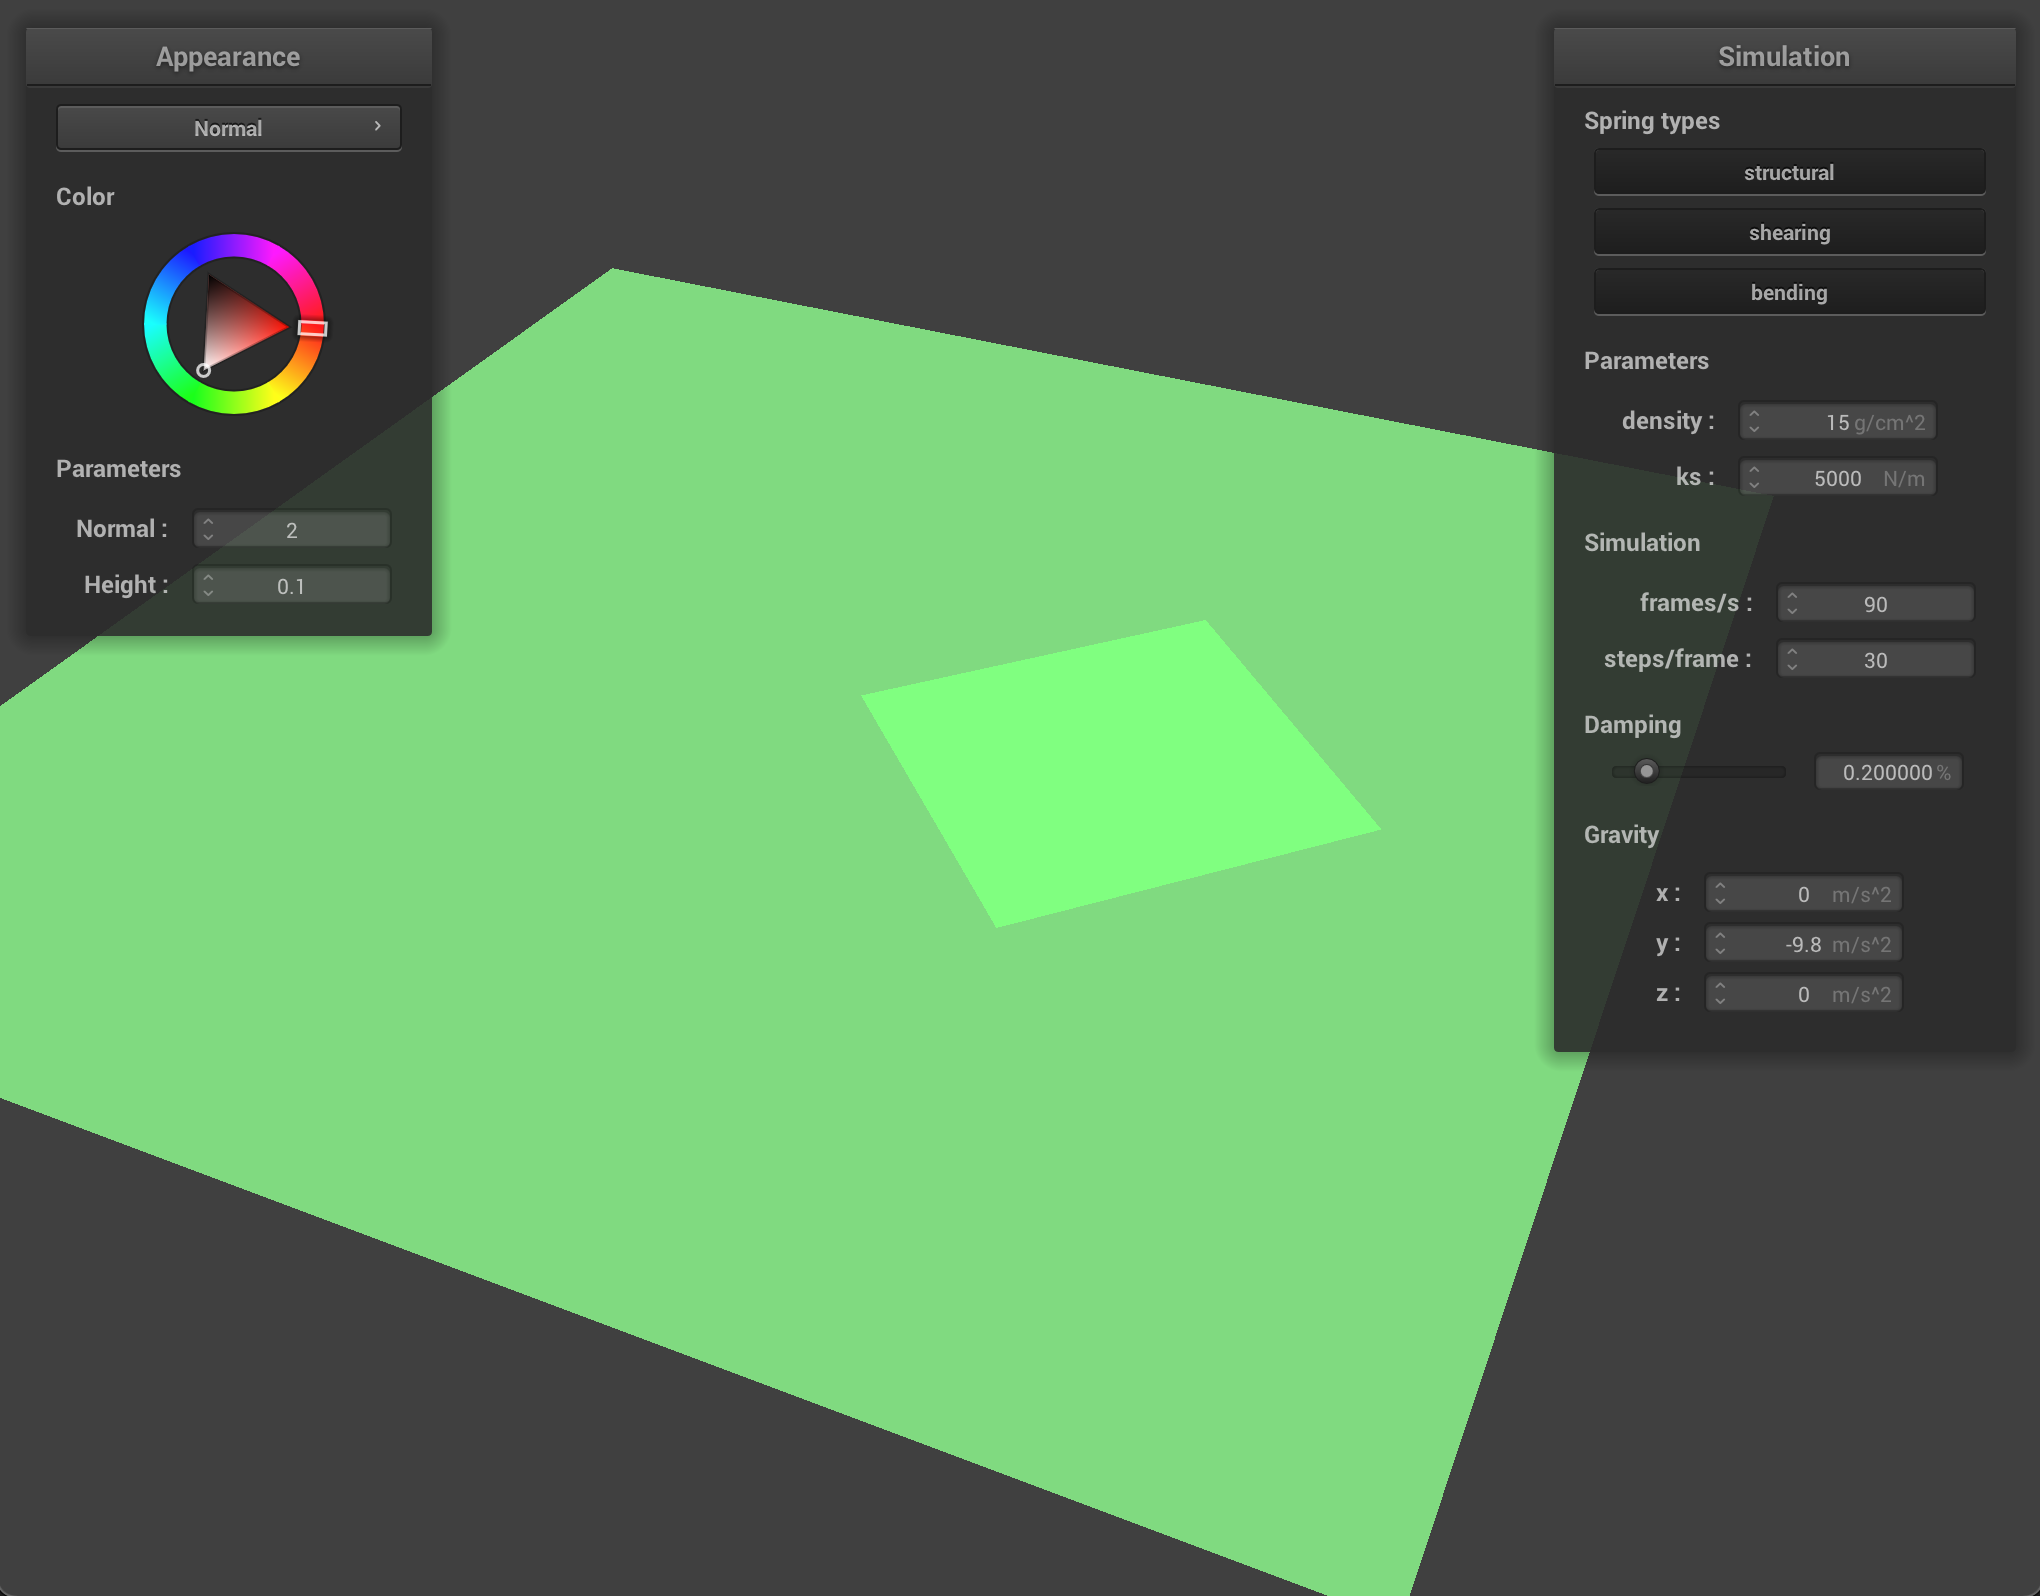 Appearance
Normal
Color
Parameters
Normal : 2
Height : 0.1
Simulation
Spring types
structural
shearing
bending
Parameters
density : 15 g/cm^2
ks : 5000 N/m
Simulation
frames/s : 90
steps/frame : 30
Damping
0.200000 %
Gravity
x : 0 m/s^2
y : -9.8 m/s^2
z : 0 m/s^2